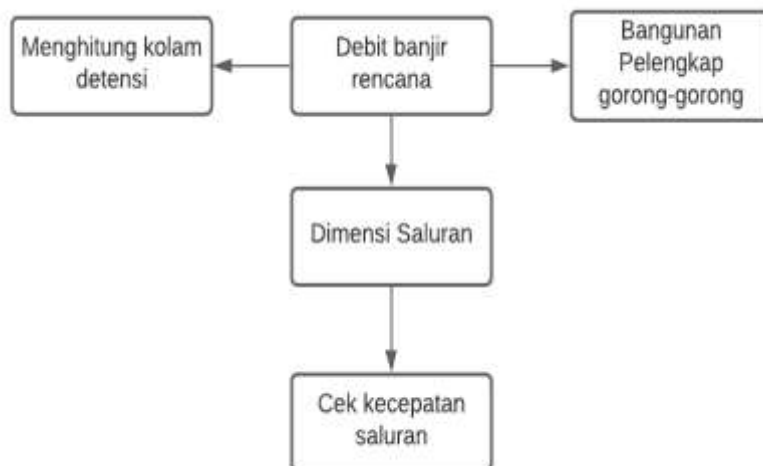 Menghitung kolam
detensi
Debit banjir
rencana
Bangunan
Pelengkap
gorong-gorong
Dimensi Saluran
Cek kecepatan
saluran